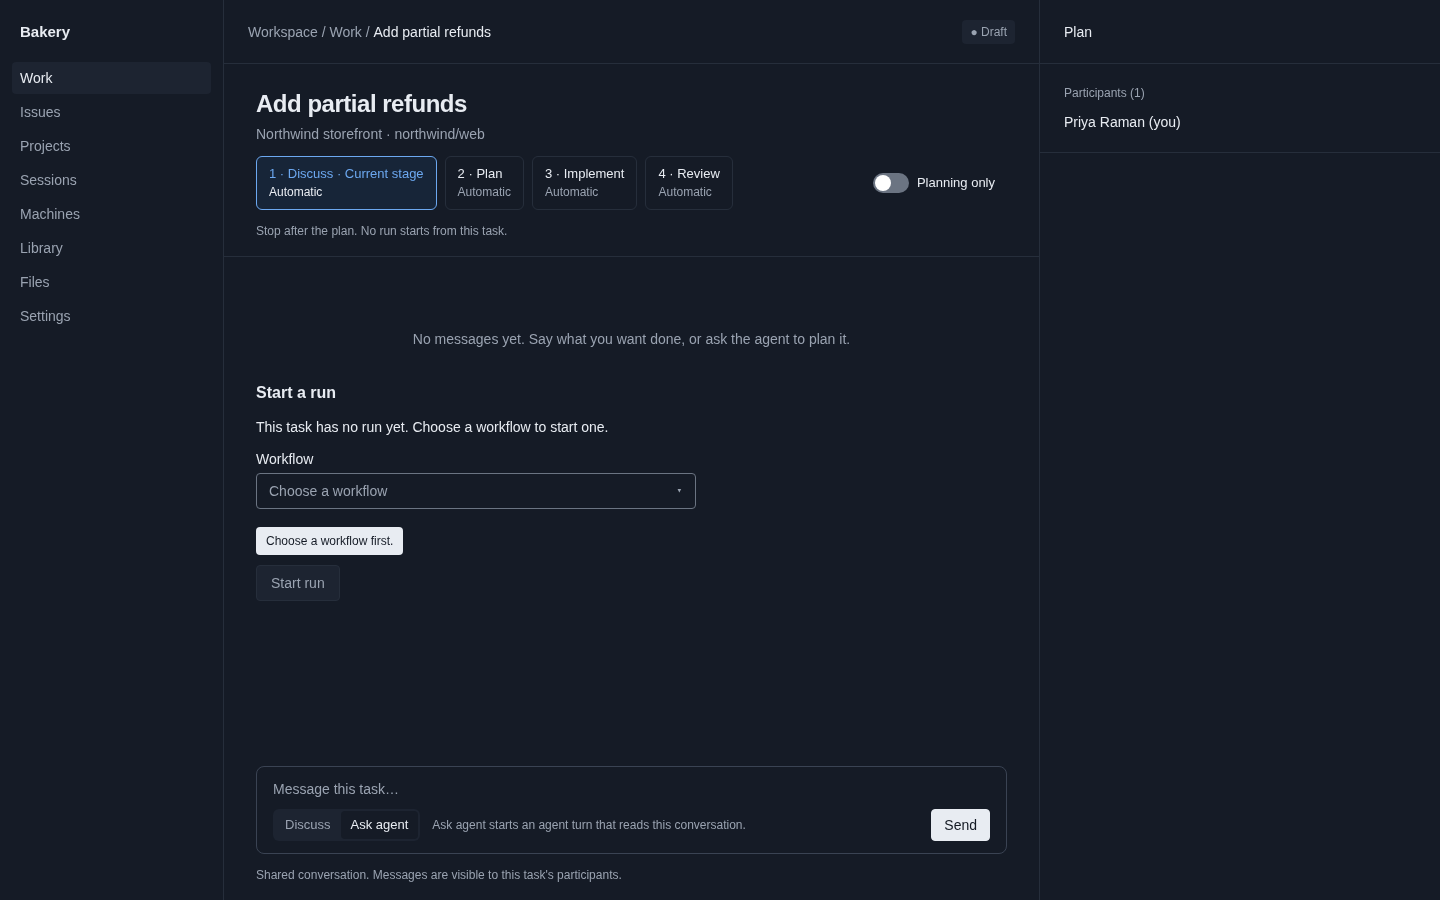 Bakery
Work
Issues
Projects
Sessions
Machines
Library
Files
Settings
Workspace / Work / Add partial refunds
● Draft
Add partial refunds
Northwind storefront · northwind/web
1 · Discuss · Current stage
Automatic
2 · Plan
Automatic
3 · Implement
Automatic
4 · Review
Automatic
Planning only
Stop after the plan. No run starts from this task.
No messages yet. Say what you want done, or ask the agent to plan it.
Start a run
This task has no run yet. Choose a workflow to start one.
Workflow
Choose a workflow
Choose a workflow first.
Start run
Message this task…
Discuss
Ask agent
Ask agent starts an agent turn that reads this conversation.
Send
Shared conversation. Messages are visible to this task's participants.
Plan
Participants (1)
Priya Raman (you)